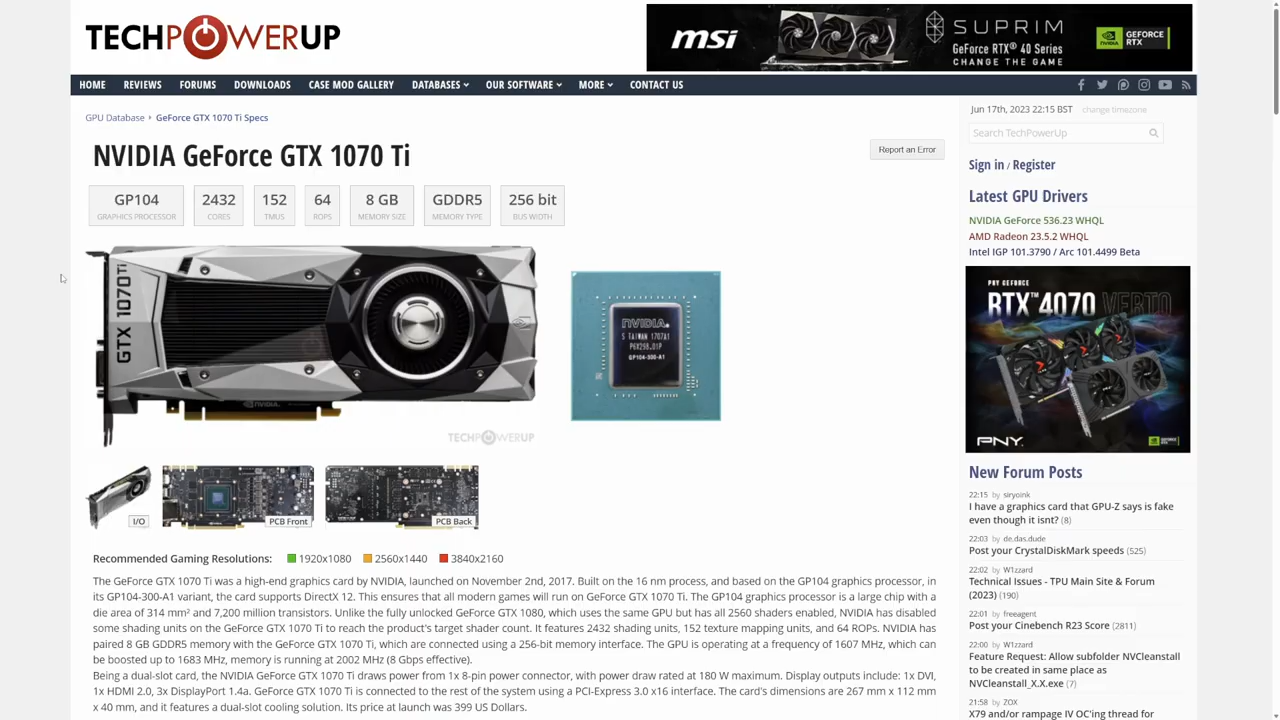 TECHPOWERUP
msi
SUPRIM
GeForce RTX® 40 Series
CHANGE THE GAME
NVIDIA
GEFORCE
RTX
HOME REVIEWS FORUMS DOWNLOADS CASE MOD GALLERY DATABASES OUR SOFTWARE MORE CONTACT US
GPU Database GeForce GTX 1070 Ti Specs
NVIDIA GeForce GTX 1070 Ti
Report an Error
GP104 2432 152 64 8 GB GDDR5 256 bit
GRAPHICS PROCESSOR CORES TMUS ROPS MEMORY SIZE MEMORY TYPE BUS WIDTH
GTX 1070 Ti
NVIDIA
TECHPOWERUP
NVIDIA
S TAIWAN 1707A1
P6X298.01P
GP104-300-A1
I/O
PCB Front
PCB Back
Recommended Gaming Resolutions: 1920x1080 2560x1440 3840x2160
The GeForce GTX 1070 Ti was a high-end graphics card by NVIDIA, launched on November 2nd, 2017. Built on the 16 nm process, and based on the GP104 graphics processor, in
its GP104-300-A1 variant, the card supports DirectX 12. This ensures that all modern games will run on GeForce GTX 1070 Ti. The GP104 graphics processor is a large chip with a
die area of 314 mm² and 7,200 million transistors. Unlike the fully unlocked GeForce GTX 1080, which uses the same GPU but has all 2560 shaders enabled, NVIDIA has disabled
some shading units on the GeForce GTX 1070 Ti to reach the product's target shader count. It features 2432 shading units, 152 texture mapping units, and 64 ROPs. NVIDIA has
paired 8 GB GDDR5 memory with the GeForce GTX 1070 Ti, which are connected using a 256-bit memory interface. The GPU is operating at a frequency of 1607 MHz, which can
be boosted up to 1683 MHz, memory is running at 2002 MHz (8 Gbps effective).
Being a dual-slot card, the NVIDIA GeForce GTX 1070 Ti draws power from 1x 8-pin power connector, with power draw rated at 180 W maximum. Display outputs include: 1x DVI,
1x HDMI 2.0, 3x DisplayPort 1.4a. GeForce GTX 1070 Ti is connected to the rest of the system using a PCI-Express 3.0 x16 interface. The card's dimensions are 267 mm x 112 mm
x 40 mm, and it features a dual-slot cooling solution. Its price at launch was 399 US Dollars.
Jun 17th, 2023 22:15 BST change timezone
Search TechPowerUp
Sign in / Register
Latest GPU Drivers
NVIDIA GeForce 536.23 WHQL
AMD Radeon 23.5.2 WHQL
Intel IGP 101.3790 / Arc 101.4499 Beta
PNY GEFORCE
RTX 4070 VERTO
PNY
New Forum Posts
22:15 by siryoink
I have a graphics card that GPU-Z says is fake
even though it isnt? (8)
22:03 by de.das.dude
Post your CrystalDiskMark speeds (525)
22:02 by W1zzard
Technical Issues - TPU Main Site & Forum
(2023) (190)
22:01 by freeagent
Post your Cinebench R23 Score (2811)
22:00 by W1zzard
Feature Request: Allow subfolder NVCleanstall
to be created in same place as
NVCleanstall_X.X.exe (7)
21:58 by ZOX
X79 and/or rampage IV OC'ing thread for